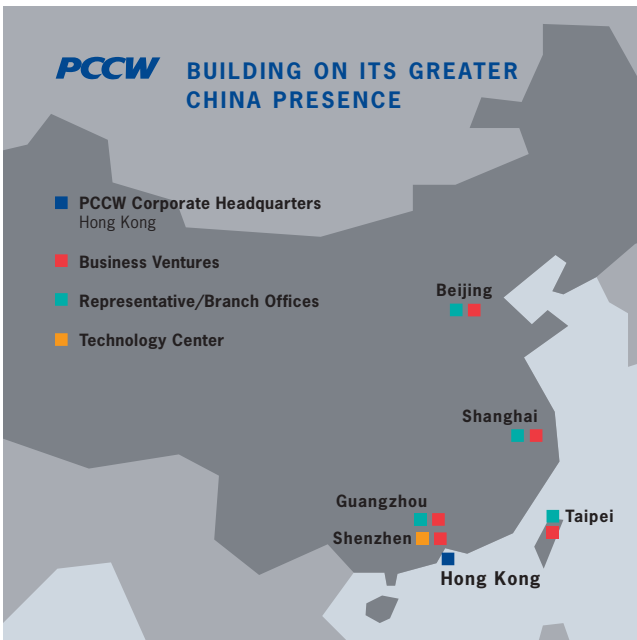 PCCW BUILDING ON ITS GREATER
CHINA PRESENCE
PCCW Corporate Headquarters
Hong Kong
Business Ventures
Representative/Branch Offices
Technology Center
Beijing
Shanghai
Guangzhou
Shenzhen
Taipei
Hong Kong